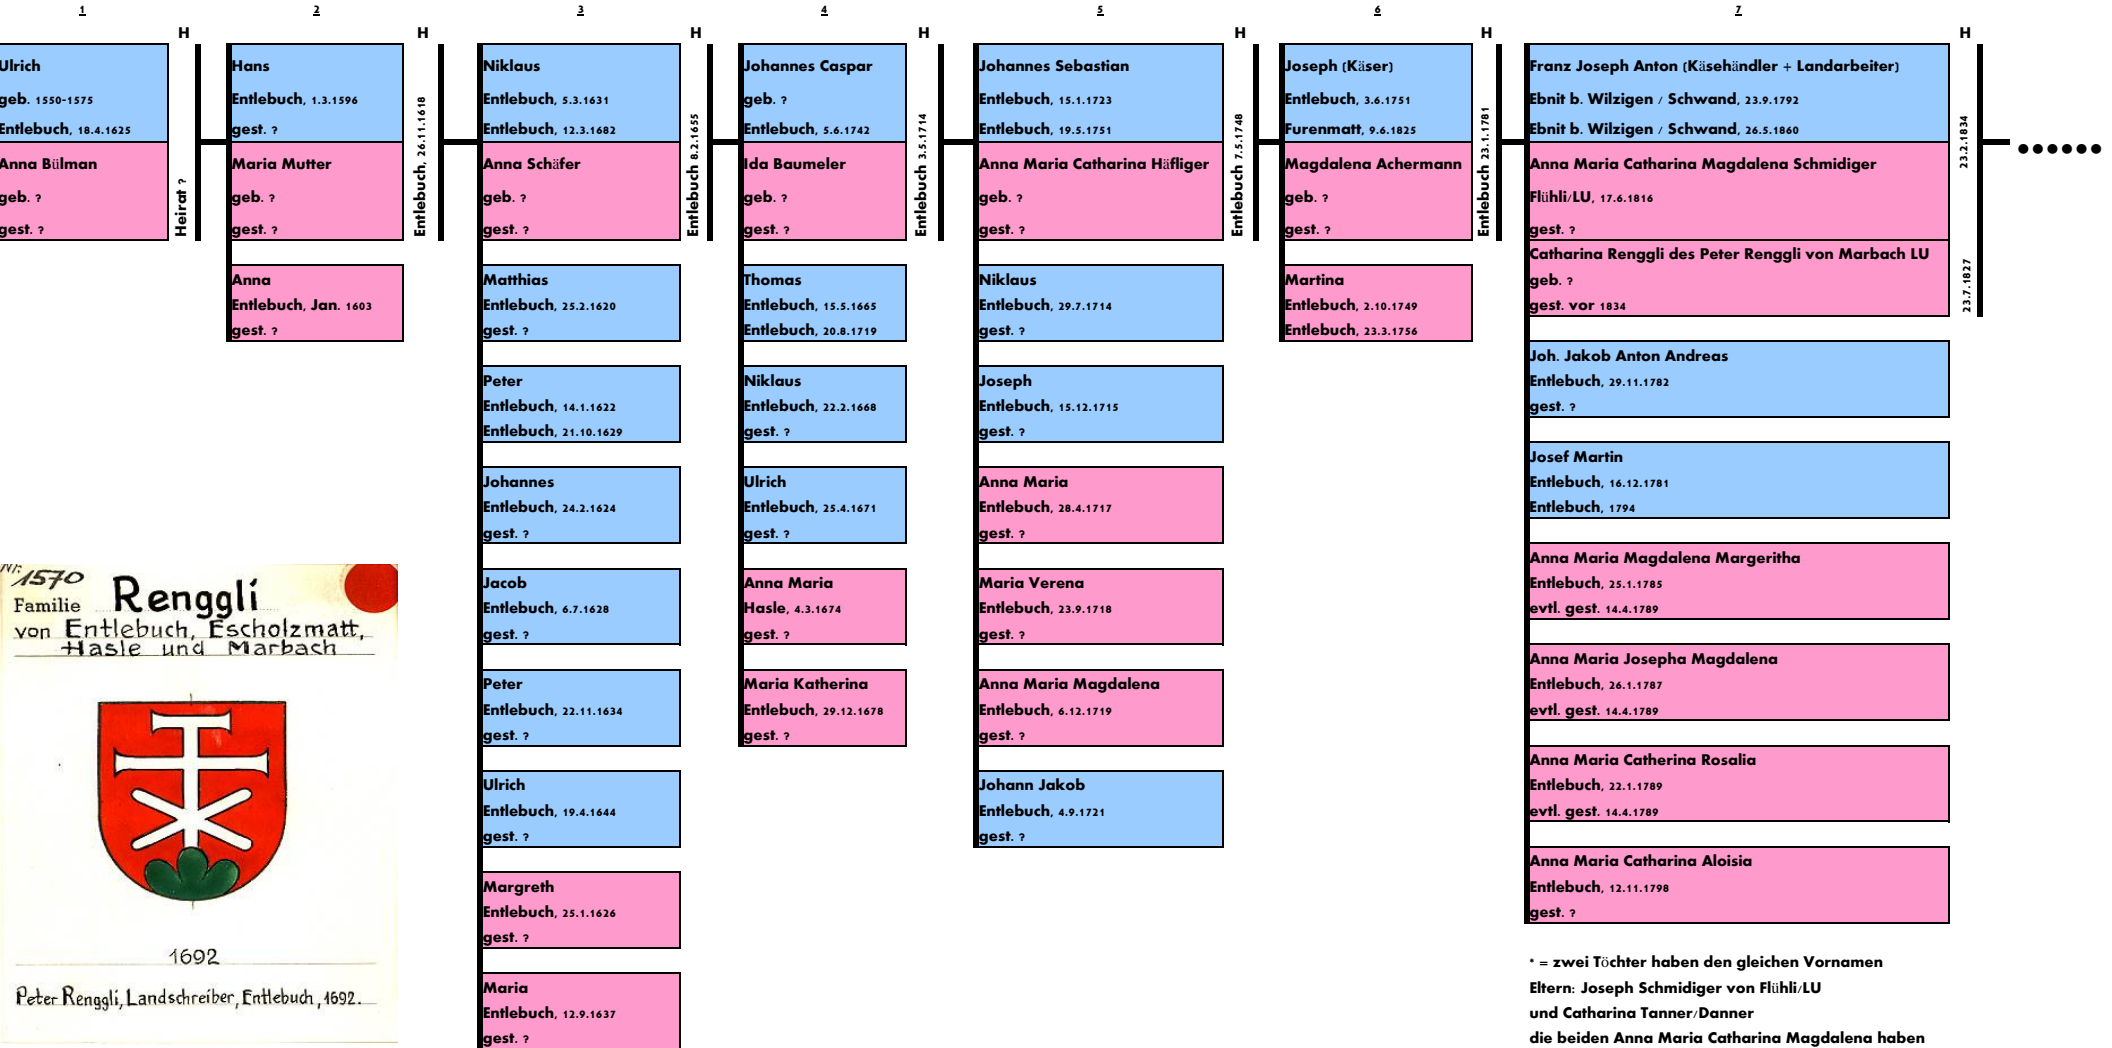 1
H
Ulrich
geb. 1550-1575
Entlebuch, 18.4.1625
Anna Bülman
geb. ?
gest. ?
Heirat ?
2
H
Hans
Entlebuch, 1.3.1596
gest. ?
Maria Mutter
geb. ?
gest. ?
Anna
Entlebuch, Jan. 1603
gest. ?
Entlebuch, 26.11.1618
3
H
Niklaus
Entlebuch, 5.3.1631
Entlebuch, 12.3.1682
Anna Schäfer
geb. ?
gest. ?
Matthias
Entlebuch, 25.2.1620
gest. ?
Peter
Entlebuch, 14.1.1622
Entlebuch, 21.10.1629
Johannes
Entlebuch, 24.2.1624
gest. ?
Jacob
Entlebuch, 6.7.1628
gest. ?
Peter
Entlebuch, 22.11.1634
gest. ?
Ulrich
Entlebuch, 19.4.1644
gest. ?
Margreth
Entlebuch, 25.1.1626
gest. ?
Maria
Entlebuch, 12.9.1637
gest. ?
Entlebuch 8.2.1655
4
H
Johannes Caspar
geb. ?
Entlebuch, 5.6.1742
Ida Baumeler
geb. ?
gest. ?
Thomas
Entlebuch, 15.5.1665
Entlebuch, 20.8.1719
Niklaus
Entlebuch, 22.2.1668
gest. ?
Ulrich
Entlebuch, 25.4.1671
gest. ?
Anna Maria
Hasle, 4.3.1674
gest. ?
Maria Katherina
Entlebuch, 29.12.1678
gest. ?
Entlebuch 3.5.1714
5
H
Johannes Sebastian
Entlebuch, 15.1.1723
Entlebuch, 19.5.1751
Anna Maria Catharina Häfliger
geb. ?
gest. ?
Niklaus
Entlebuch, 29.7.1714
gest. ?
Joseph
Entlebuch, 15.12.1715
gest. ?
Anna Maria
Entlebuch, 28.4.1717
gest. ?
Maria Verena
Entlebuch, 23.9.1718
gest. ?
Anna Maria Magdalena
Entlebuch, 6.12.1719
gest. ?
Johann Jakob
Entlebuch, 4.9.1721
gest. ?
Entlebuch 7.5.1748
6
H
Joseph (Käser)
Entlebuch, 3.6.1751
Furenmatt, 9.6.1825
Magdalena Achermann
geb. ?
gest. ?
Martina
Entlebuch, 2.10.1749
Entlebuch, 23.3.1756
Entlebuch 23.1.1781
7
H
Franz Joseph Anton (Käsehändler + Landarbeiter)
Ebnit b. Wilzigen / Schwand, 23.9.1792
Ebnit b. Wilzigen / Schwand, 26.5.1860
Anna Maria Catharina Magdalena Schmidiger
Flühli/LU, 17.6.1816
gest. ?
Catharina Renggli des Peter Renggli von Marbach LU
geb. ?
gest. vor 1834
23.2.1834
23.7.1827
Joh. Jakob Anton Andreas
Entlebuch, 29.11.1782
gest. ?
Josef Martin
Entlebuch, 16.12.1781
Entlebuch, 1794
Anna Maria Magdalena Margeritha
Entlebuch, 25.1.1785
evtl. gest. 14.4.1789
Anna Maria Josepha Magdalena
Entlebuch, 26.1.1787
evtl. gest. 14.4.1789
Anna Maria Catherina Rosalia
Entlebuch, 22.1.1789
evtl. gest. 14.4.1789
Anna Maria Catharina Aloisia
Entlebuch, 12.11.1798
gest. ?
* = zwei Töchter haben den gleichen Vornamen
Eltern: Joseph Schmidiger von Flühli/LU
und Catharina Tanner/Danner
die beiden Anna Maria Catharina Magdalena haben
Nr. 1570
Familie Renggli
von Entlebuch, Escholzmatt,
Hasle und Marbach
1692
Peter Renggli, Landschreiber, Entlebuch, 1692.